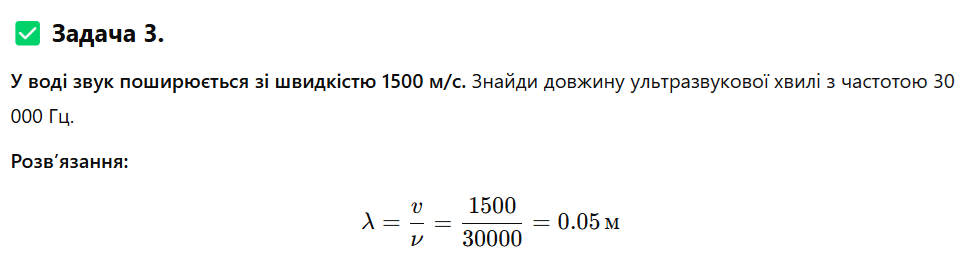 ✅ Задача 3.
У воді звук поширюється зі швидкістю 1500 м/с. Знайди довжину ультразвукової хвилі з частотою 30
000 Гц.
Розв’язання:
λ = v/ν = 1500/30000 = 0.05 м